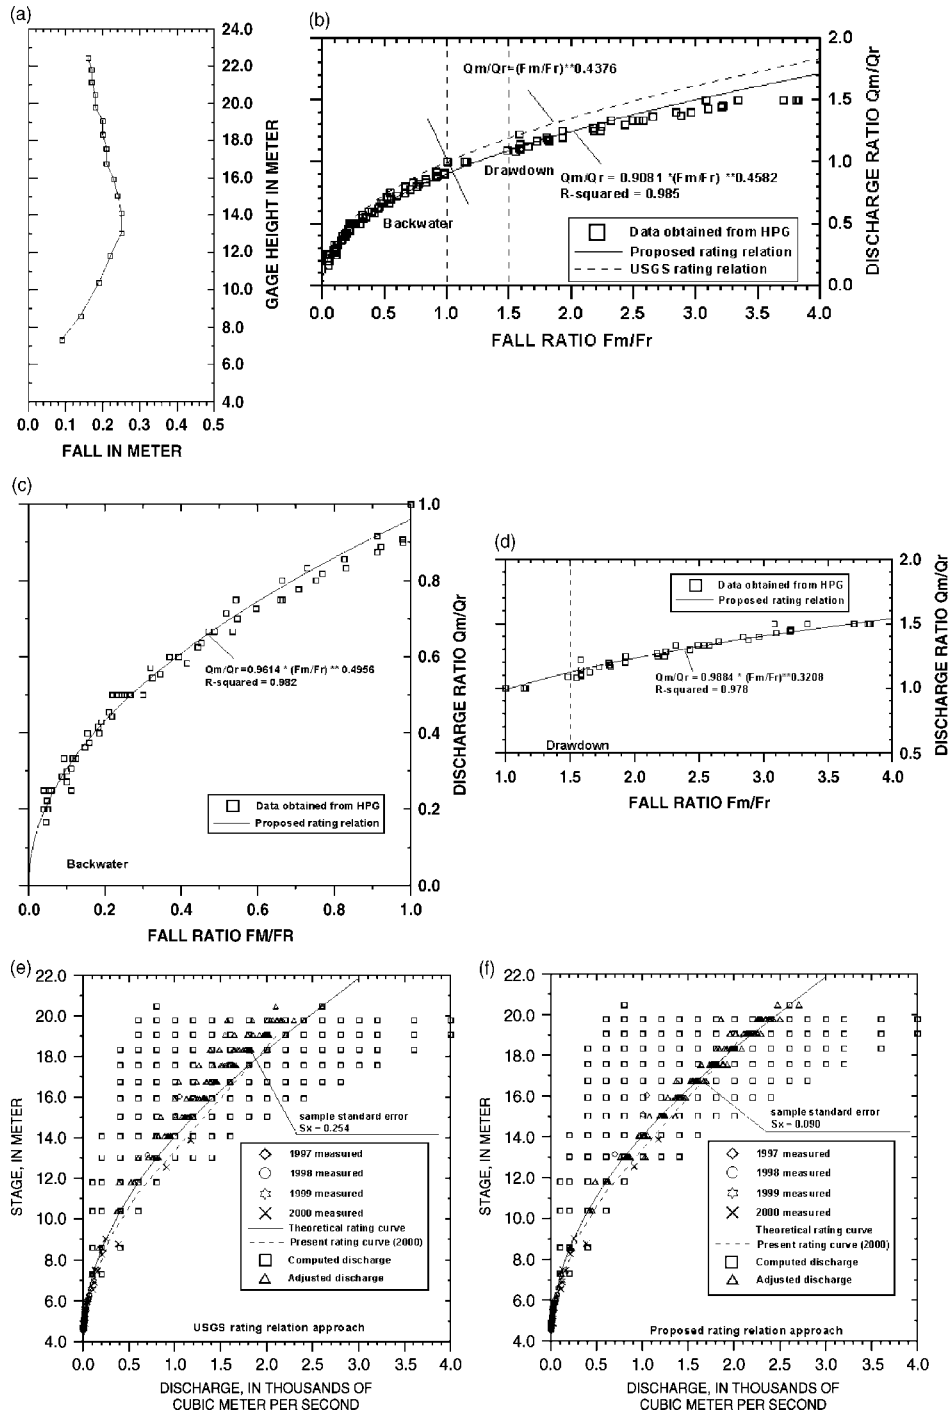 (a)
24.0
22.0
20.0
18.0
16.0
14.0
12.0
10.0
8.0
6.0
4.0
GAGE HEIGHT IN METER
0.0 0.1 0.2 0.3 0.4 0.5
FALL IN METER
(b)
2.0
1.5
1.0
0.5
0.0
DISCHARGE RATIO Qm/Qr
Qm/Qr=(Fm/Fr)**0.4376
Drawdown
Qm/Qr = 0.9081 *(Fm/Fr) **0.4582
R-squared = 0.985
Backwater
Data obtained from HPG
Proposed rating relation
USGS rating relation
0.0 0.5 1.0 1.5 2.0 2.5 3.0 3.5 4.0
FALL RATIO Fm/Fr
(c)
1.0
0.8
0.6
0.4
0.2
0.0
DISCHARGE RATIO Qm/Qr
Qm/Qr=0.9614 * (Fm/Fr) ** 0.4956
R-squared = 0.982
Data obtained from HPG
Proposed rating relation
Backwater
0.0 0.2 0.4 0.6 0.8 1.0
FALL RATIO FM/FR
(d)
2.0
1.5
1.0
0.5
DISCHARGE RATIO Qm/Qr
Data obtained from HPG
Proposed rating relation
Qm/Qr = 0.9884 * (Fm/Fr)**0.3208
R-squared = 0.978
Drawdown
1.0 1.5 2.0 2.5 3.0 3.5 4.0
FALL RATIO Fm/Fr
(e)
22.0
20.0
18.0
16.0
14.0
12.0
10.0
8.0
6.0
4.0
STAGE, IN METER
sample standard error
Sx = 0.254
1997 measured
1998 measured
1999 measured
2000 measured
Theoretical rating curve
Present rating curve (2000)
Computed discharge
Adjusted discharge
USGS rating relation approach
0.0 0.5 1.0 1.5 2.0 2.5 3.0 3.5 4.0
DISCHARGE, IN THOUSANDS OF
CUBIC METER PER SECOND
(f)
22.0
20.0
18.0
16.0
14.0
12.0
10.0
8.0
6.0
4.0
STAGE, IN METER
sample standard error
Sx = 0.090
1997 measured
1998 measured
1999 measured
2000 measured
Theoretical rating curve
Present rating curve (2000)
Computed discharge
Adjusted discharge
Proposed rating relation approach
0.0 0.5 1.0 1.5 2.0 2.5 3.0 3.5 4.0
DISCHARGE, IN THOUSANDS OF
CUBIC METER PER SECOND